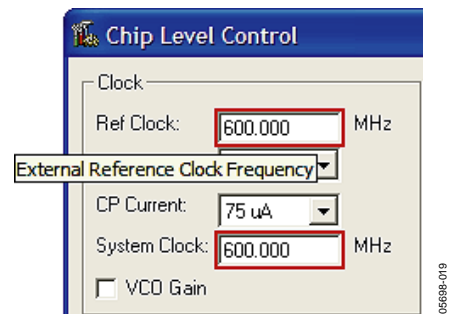 Chip Level Control
Clock
Ref Clock: 600.000 MHz
External Reference Clock Frequency
CP Current: 75 uA
System Clock: 600.000 MHz
VCO Gain
05698-019